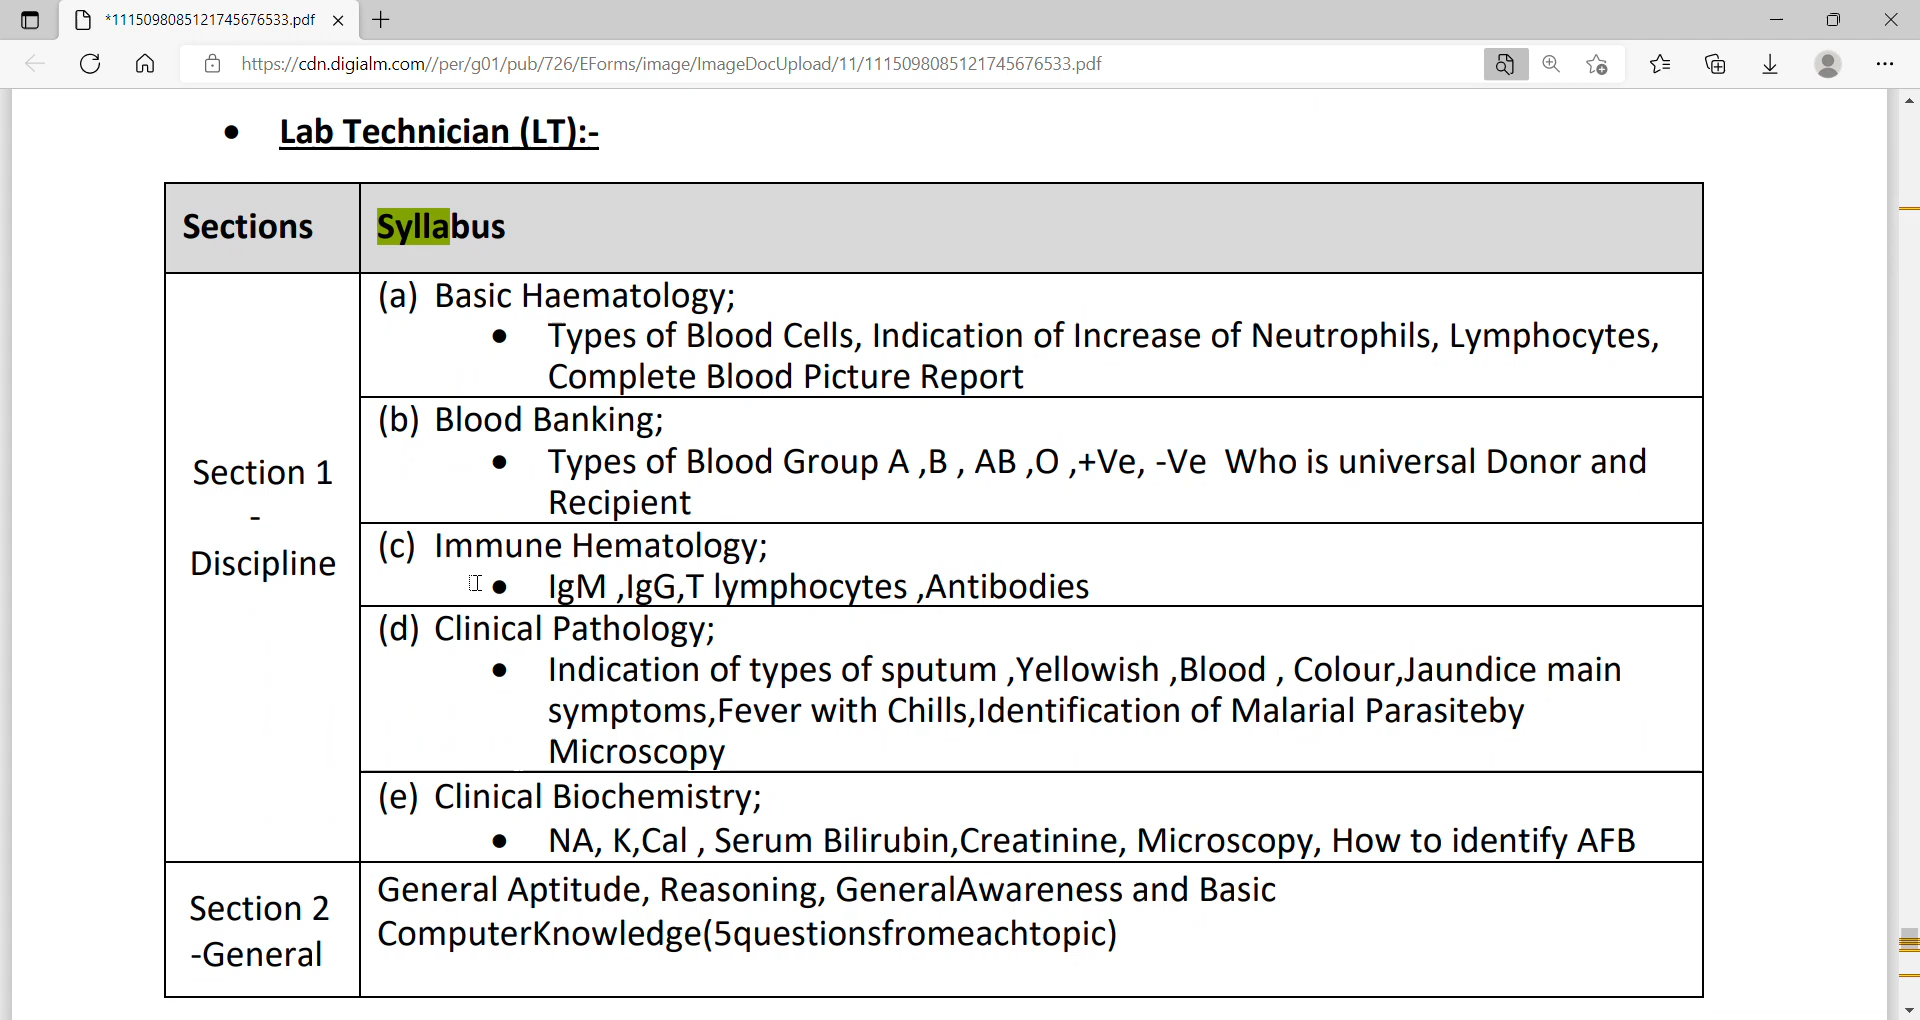 *1115098085121745676533.pdf
https://cdn.digialm.com//per/g01/pub/726/EForms/image/ImageDocUpload/11/1115098085121745676533.pdf
• Lab Technician (LT):-
Sections
Syllabus
Section 1
-
Discipline
(a) Basic Haematology;
• Types of Blood Cells, Indication of Increase of Neutrophils, Lymphocytes,
Complete Blood Picture Report
(b) Blood Banking;
• Types of Blood Group A ,B , AB ,O ,+Ve, -Ve Who is universal Donor and
Recipient
(c) Immune Hematology;
• IgM ,IgG,T lymphocytes ,Antibodies
(d) Clinical Pathology;
• Indication of types of sputum ,Yellowish ,Blood , Colour,Jaundice main
symptoms,Fever with Chills,Identification of Malarial Parasiteby
Microscopy
(e) Clinical Biochemistry;
• NA, K,Cal , Serum Bilirubin,Creatinine, Microscopy, How to identify AFB
Section 2
-General
General Aptitude, Reasoning, GeneralAwareness and Basic
ComputerKnowledge(5questionsfromeachtopic)